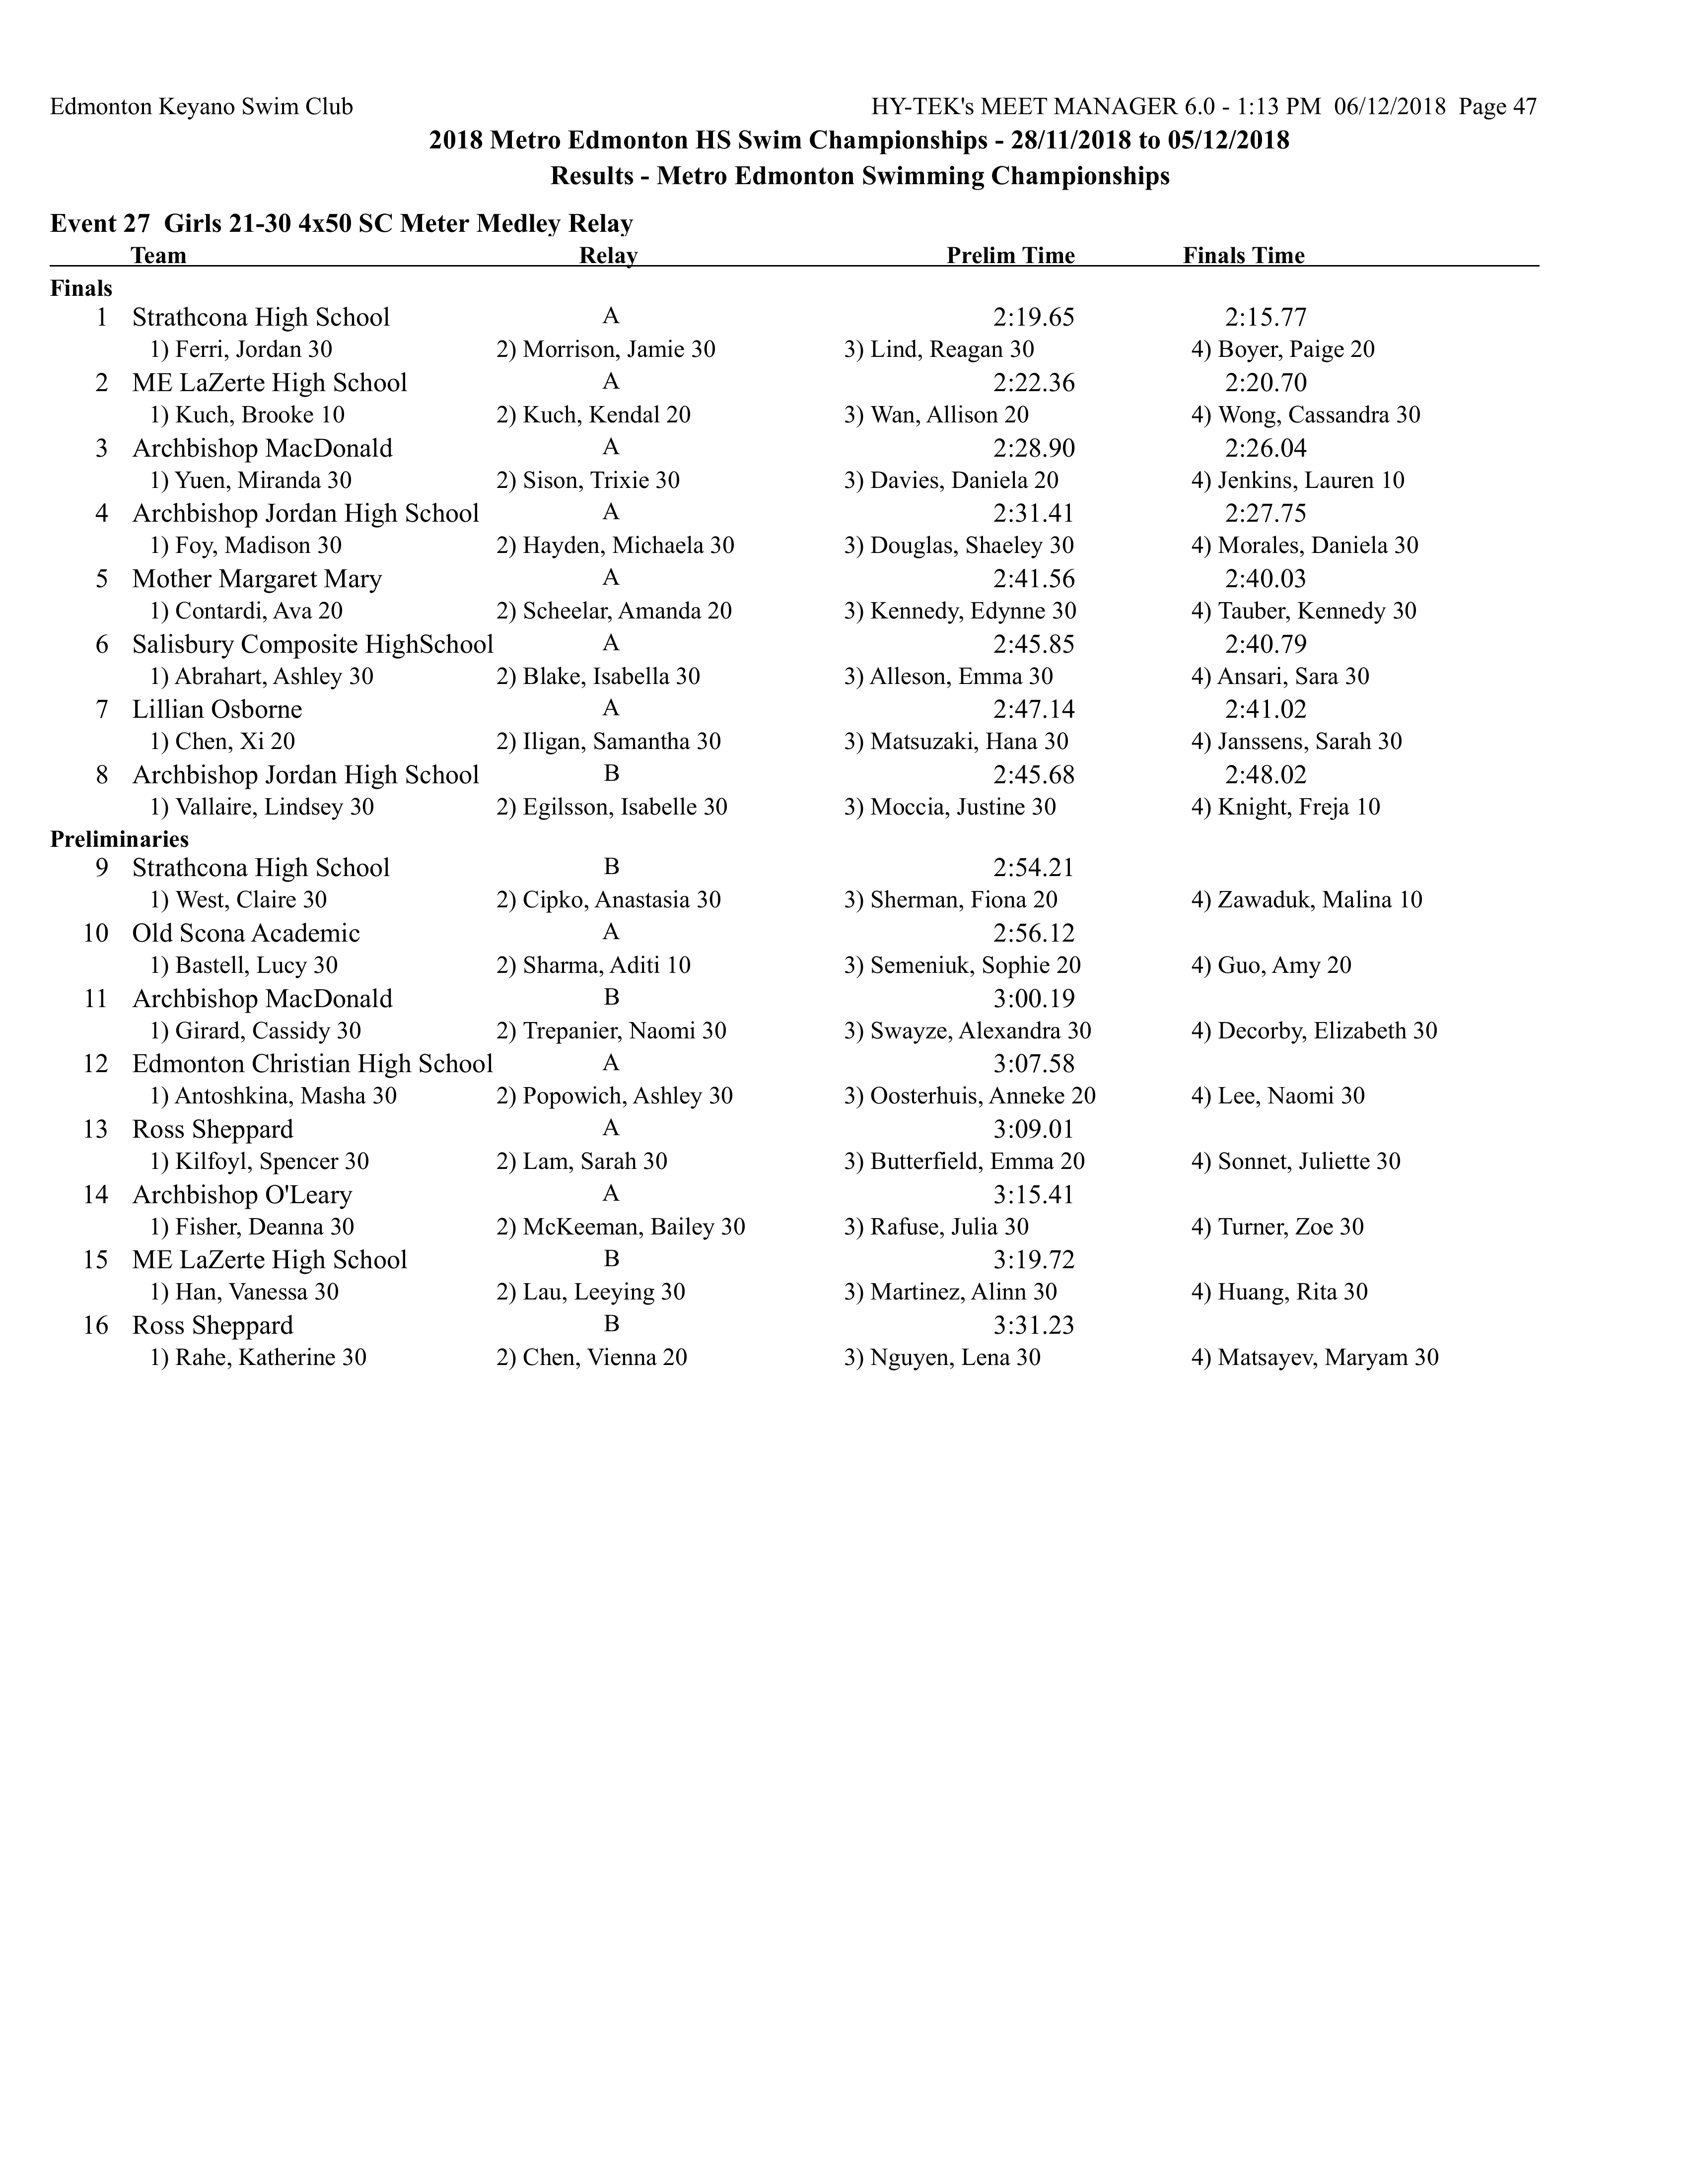 Edmonton Keyano Swim Club HY-TEK's MEET MANAGER 6.0 - 1:13 PM 06/12/2018 Page 47
2018 Metro Edmonton HS Swim Championships - 28/11/2018 to 05/12/2018
Results - Metro Edmonton Swimming Championships
Event 27 Girls 21-30 4x50 SC Meter Medley Relay
Team Relay Prelim Time Finals Time
Finals
1 Strathcona High School A 2:19.65 2:15.77
1) Ferri, Jordan 30 2) Morrison, Jamie 30 3) Lind, Reagan 30 4) Boyer, Paige 20
2 ME LaZerte High School A 2:22.36 2:20.70
1) Kuch, Brooke 10 2) Kuch, Kendal 20 3) Wan, Allison 20 4) Wong, Cassandra 30
3 Archbishop MacDonald A 2:28.90 2:26.04
1) Yuen, Miranda 30 2) Sison, Trixie 30 3) Davies, Daniela 20 4) Jenkins, Lauren 10
4 Archbishop Jordan High School A 2:31.41 2:27.75
1) Foy, Madison 30 2) Hayden, Michaela 30 3) Douglas, Shaeley 30 4) Morales, Daniela 30
5 Mother Margaret Mary A 2:41.56 2:40.03
1) Contardi, Ava 20 2) Scheelar, Amanda 20 3) Kennedy, Edynne 30 4) Tauber, Kennedy 30
6 Salisbury Composite HighSchool A 2:45.85 2:40.79
1) Abrahart, Ashley 30 2) Blake, Isabella 30 3) Alleson, Emma 30 4) Ansari, Sara 30
7 Lillian Osborne A 2:47.14 2:41.02
1) Chen, Xi 20 2) Iligan, Samantha 30 3) Matsuzaki, Hana 30 4) Janssens, Sarah 30
8 Archbishop Jordan High School B 2:45.68 2:48.02
1) Vallaire, Lindsey 30 2) Egilsson, Isabelle 30 3) Moccia, Justine 30 4) Knight, Freja 10
Preliminaries
9 Strathcona High School B 2:54.21
1) West, Claire 30 2) Cipko, Anastasia 30 3) Sherman, Fiona 20 4) Zawaduk, Malina 10
10 Old Scona Academic A 2:56.12
1) Bastell, Lucy 30 2) Sharma, Aditi 10 3) Semeniuk, Sophie 20 4) Guo, Amy 20
11 Archbishop MacDonald B 3:00.19
1) Girard, Cassidy 30 2) Trepanier, Naomi 30 3) Swayze, Alexandra 30 4) Decorby, Elizabeth 30
12 Edmonton Christian High School A 3:07.58
1) Antoshkina, Masha 30 2) Popowich, Ashley 30 3) Oosterhuis, Anneke 20 4) Lee, Naomi 30
13 Ross Sheppard A 3:09.01
1) Kilfoyl, Spencer 30 2) Lam, Sarah 30 3) Butterfield, Emma 20 4) Sonnet, Juliette 30
14 Archbishop O'Leary A 3:15.41
1) Fisher, Deanna 30 2) McKeeman, Bailey 30 3) Rafuse, Julia 30 4) Turner, Zoe 30
15 ME LaZerte High School B 3:19.72
1) Han, Vanessa 30 2) Lau, Leeying 30 3) Martinez, Alinn 30 4) Huang, Rita 30
16 Ross Sheppard B 3:31.23
1) Rahe, Katherine 30 2) Chen, Vienna 20 3) Nguyen, Lena 30 4) Matsayev, Maryam 30